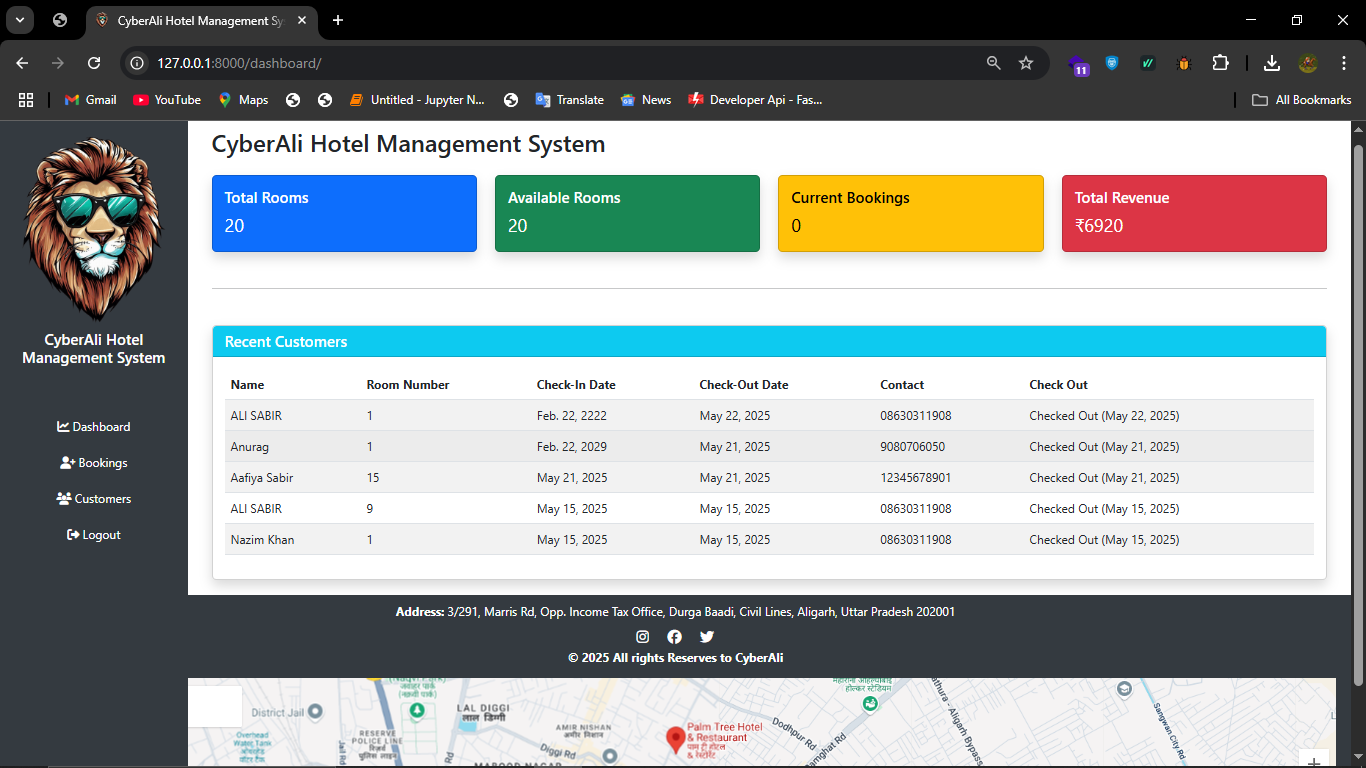 CyberAli Hotel Management Sy
127.0.0.1:8000/dashboard/
11
Gmail YouTube Maps Untitled - Jupyter N... Translate News Developer Api - Fas... All Bookmarks
CyberAli Hotel
Management System
Dashboard
Bookings
Customers
Logout
CyberAli Hotel Management System
Total Rooms
20
Available Rooms
20
Current Bookings
0
Total Revenue
₹6920
Recent Customers
Name Room Number Check-In Date Check-Out Date Contact Check Out
ALI SABIR 1 Feb. 22, 2222 May 22, 2025 08630311908 Checked Out (May 22, 2025)
Anurag 1 Feb. 22, 2029 May 21, 2025 9080706050 Checked Out (May 21, 2025)
Aafiya Sabir 15 May 21, 2025 May 21, 2025 12345678901 Checked Out (May 21, 2025)
ALI SABIR 9 May 15, 2025 May 15, 2025 08630311908 Checked Out (May 15, 2025)
Nazim Khan 1 May 15, 2025 May 15, 2025 08630311908 Checked Out (May 15, 2025)
Address: 3/291, Marris Rd, Opp. Income Tax Office, Durga Baadi, Civil Lines, Aligarh, Uttar Pradesh 202001
© 2025 All rights Reserves to CyberAli
District Jail
LAL DIGGI
लाल डिग्गी
RESERVE
POLICE LINE
रिज़र्व
पुलिस लाइन
Overhead
Water Tank
Jail Rd
AMIR NISHAN
अमीर निशान
Diggi Rd
Palm Tree Hotel
& Restaurant
पाम ट्री होटल
& रेस्टोरेंट
Dodhpur Rd
होल्कर स्टेडियम
Aligarh Bypass
Sangwan City Rd